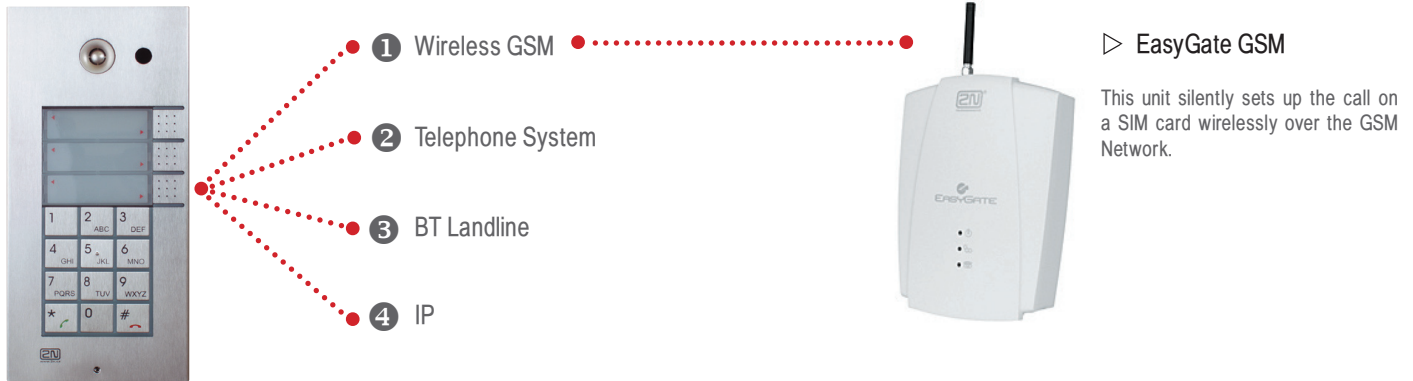 1 Wireless GSM
2 Telephone System
3 BT Landline
4 IP
▷ EasyGate GSM
This unit silently sets up the call on
a SIM card wirelessly over the GSM
Network.
1 2 ABC 3 DEF
4 GHI 5 JKL 6 MNO
7 PQRS 8 TUV 9 WXYZ
* 0 #
2N
2N
EASYGATE